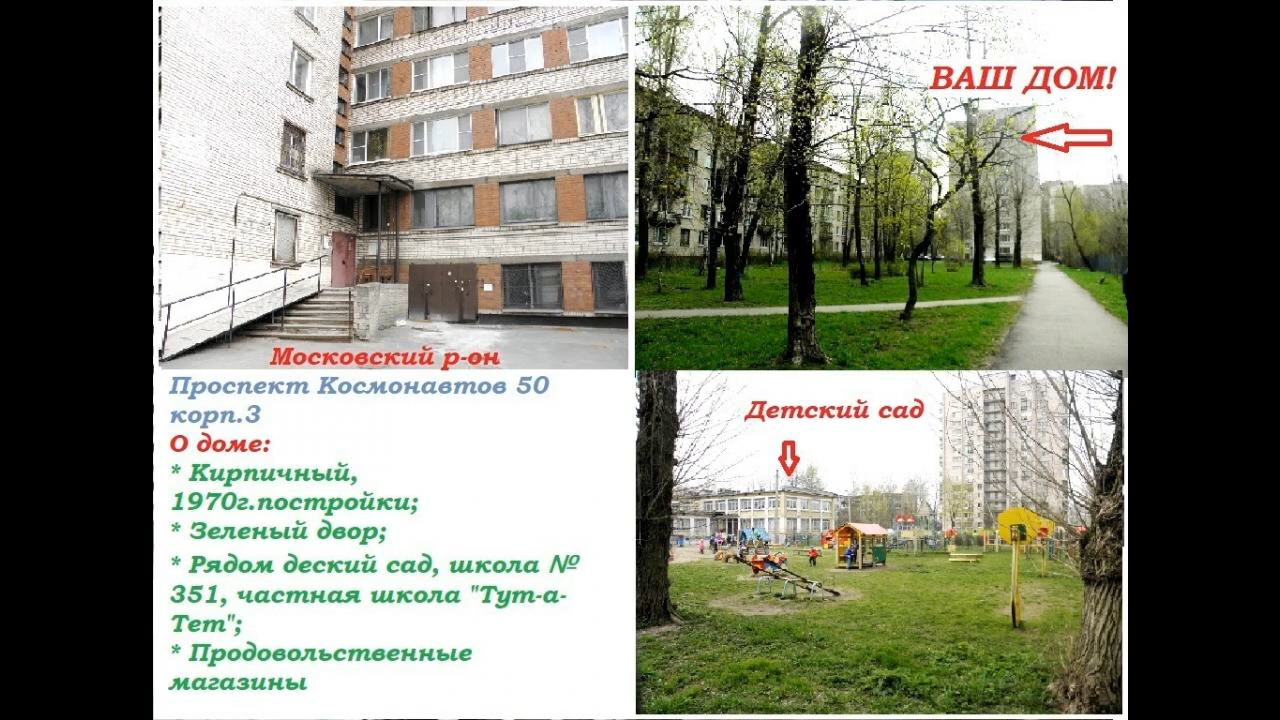 ВАШ ДОМ!
Московский р-он
Проспект Космонавтов 50
корп.3
О доме:
* Кирпичный,
1970г.постройки;
* Зеленый двор;
* Рядом деский сад, школа №
351, частная школа "Тут-а-
Тет";
* Продовольственные
магазины
Детский сад